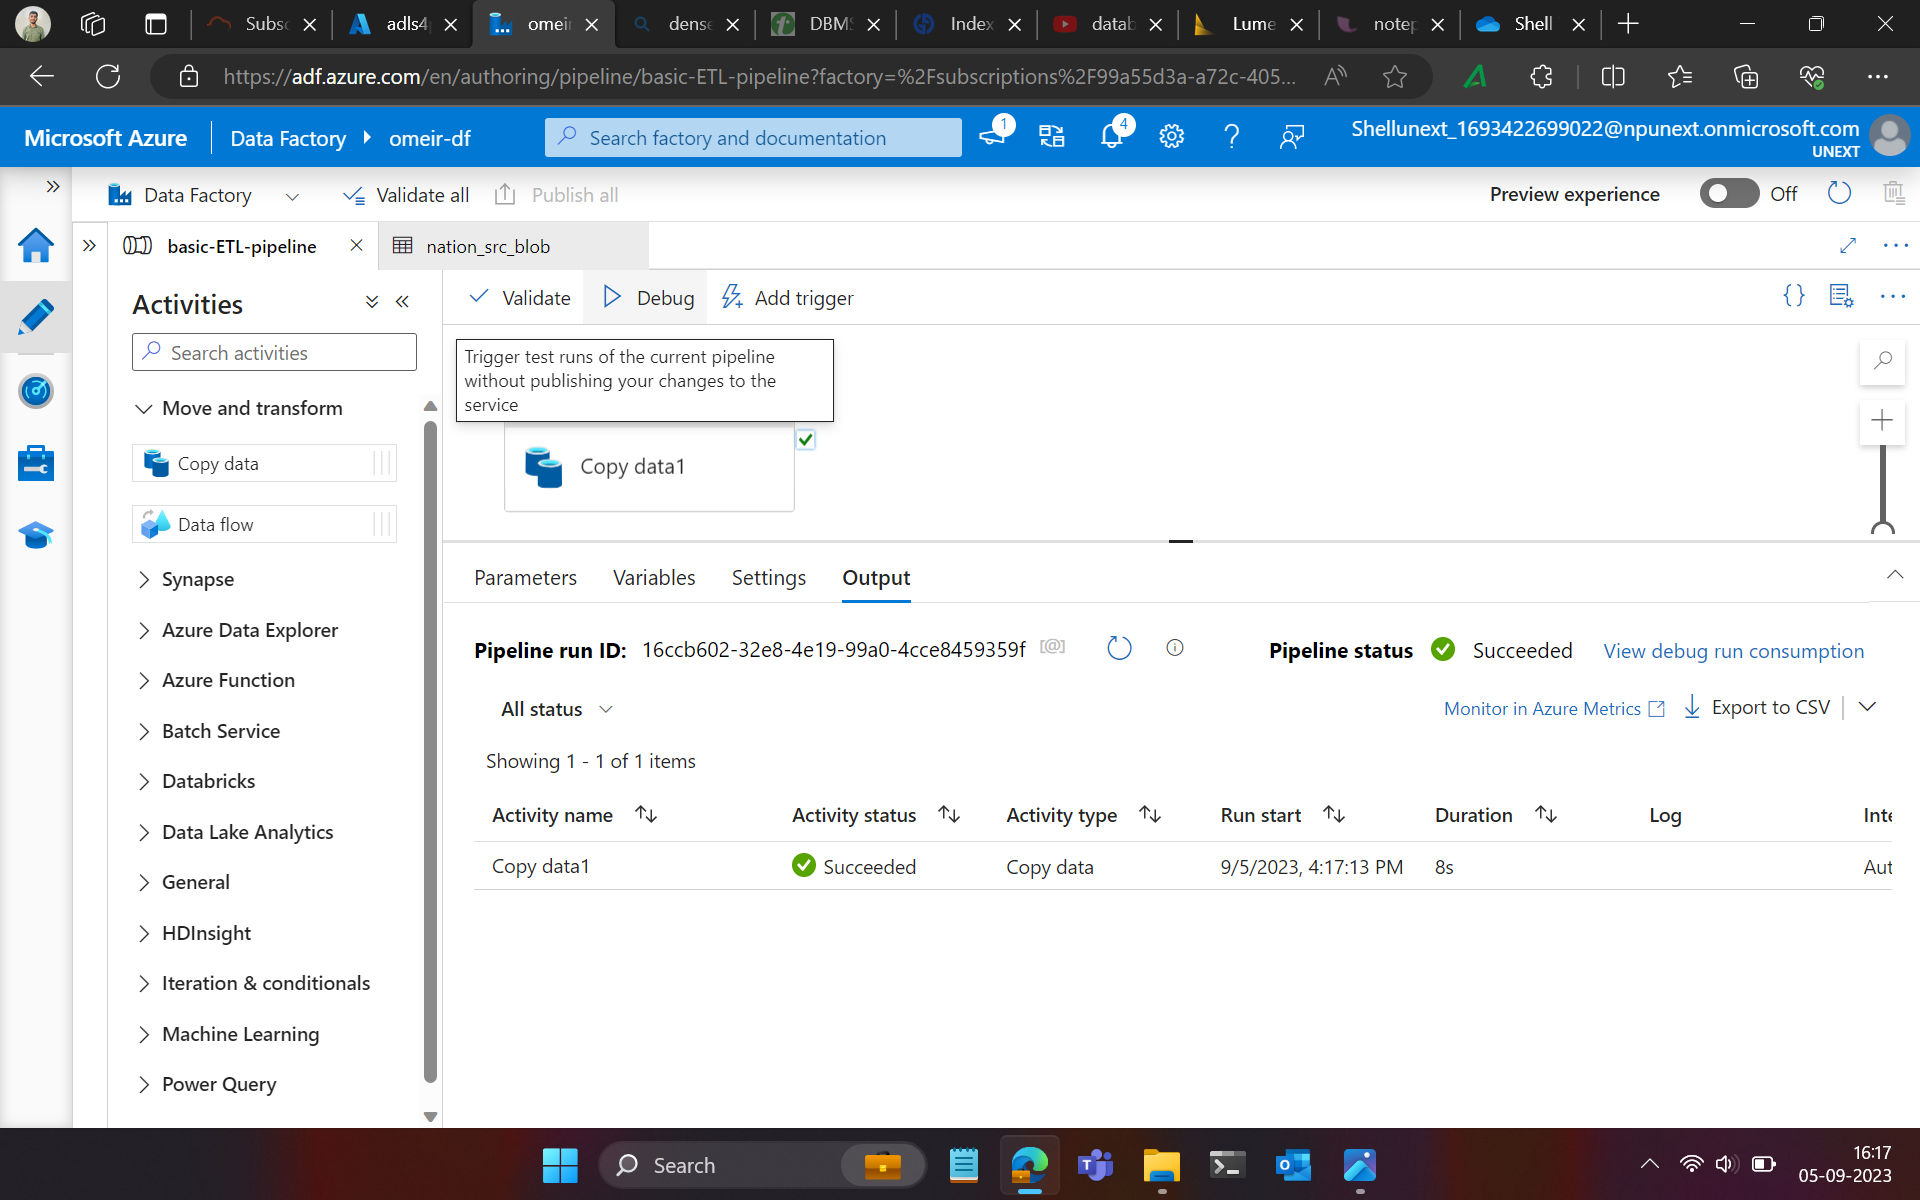 Subsc
adls4
omeir
dense
DBMS
Index
datab
Lume
notep
Shell
https://adf.azure.com/en/authoring/pipeline/basic-ETL-pipeline?factory=%2Fsubscriptions%2F99a55d3a-a72c-405...
Microsoft Azure
Data Factory
omeir-df
Search factory and documentation
1
4
Shellunext_1693422699022@npunext.onmicrosoft.com
UNEXT
Data Factory
Validate all
Publish all
Preview experience
Off
basic-ETL-pipeline
nation_src_blob
Activities
Search activities
Move and transform
Copy data
Data flow
Synapse
Azure Data Explorer
Azure Function
Batch Service
Databricks
Data Lake Analytics
General
HDInsight
Iteration & conditionals
Machine Learning
Power Query
Validate
Debug
Add trigger
Trigger test runs of the current pipeline
without publishing your changes to the
service
Copy data1
Parameters
Variables
Settings
Output
Pipeline run ID: 16ccb602-32e8-4e19-99a0-4cce8459359f
Pipeline status
Succeeded
View debug run consumption
All status
Monitor in Azure Metrics
Export to CSV
Showing 1 - 1 of 1 items
Activity name
Activity status
Activity type
Run start
Duration
Log
Inte
Copy data1
Succeeded
Copy data
9/5/2023, 4:17:13 PM
8s
Aut
Search
16:17
05-09-2023